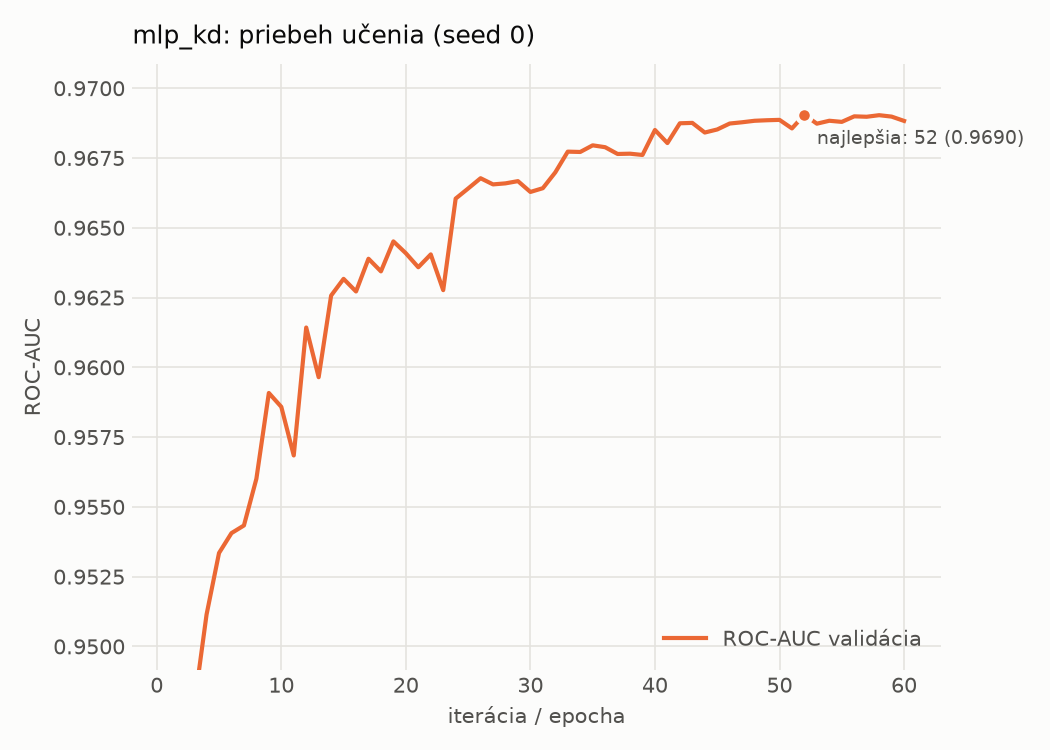 mlp_kd: priebeh učenia (seed 0)
0.9700
0.9675
0.9650
0.9625
0.9600
0.9575
0.9550
0.9525
0.9500
ROC-AUC
najlepšia: 52 (0.9690)
ROC-AUC validácia
0 10 20 30 40 50 60
iterácia / epocha